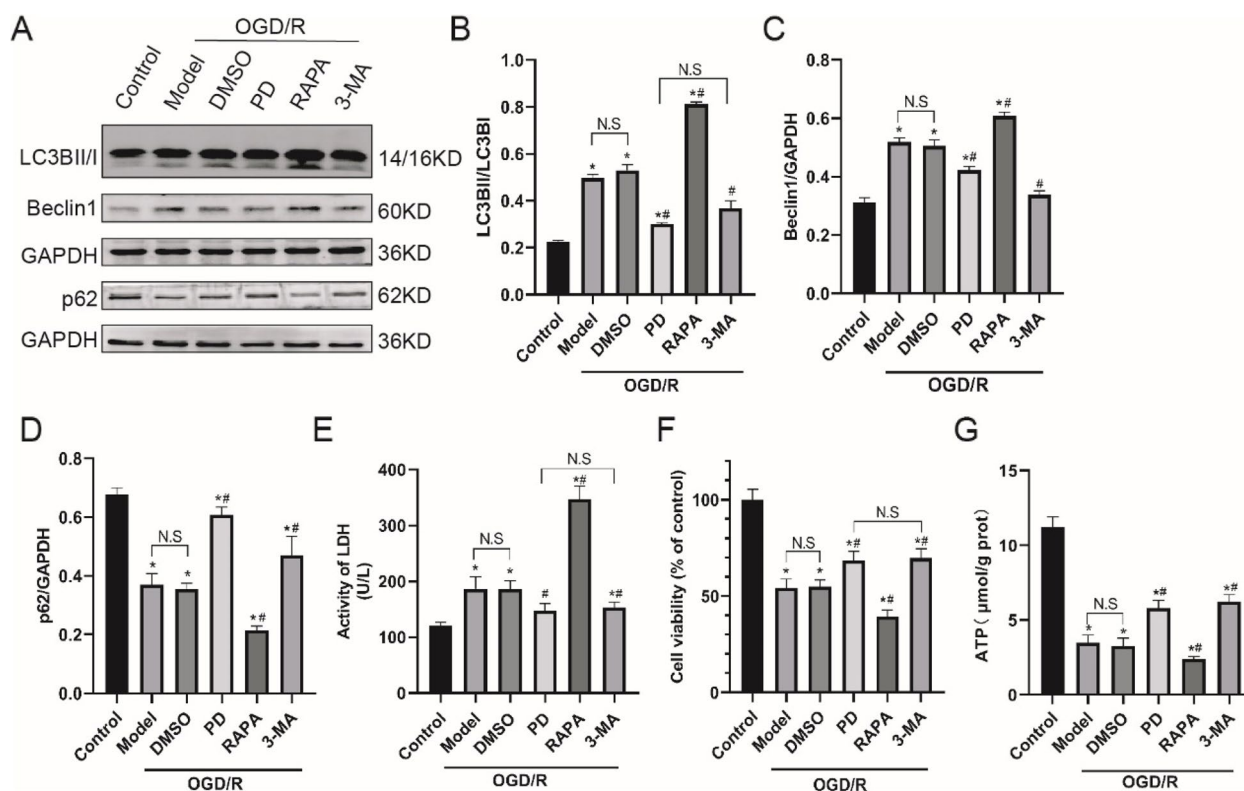 A
OGD/R
Control
Model
DMSO
PD
RAPA
3-MA
LC3BII/I
14/16KD
Beclin1
60KD
GAPDH
36KD
p62
62KD
GAPDH
36KD
B
LC3BII/LC3BI
1.0
0.8
0.6
0.4
0.2
0.0
N.S
N.S
*
*
*#
*#
#
Control
Model
DMSO
PD
RAPA
3-MA
OGD/R
C
Beclin1/GAPDH
0.8
0.6
0.4
0.2
0.0
N.S
*
*
*#
*#
#
Control
Model
DMSO
PD
RAPA
3-MA
OGD/R
D
p62/GAPDH
0.8
0.6
0.4
0.2
0.0
N.S
*
*
*#
*#
*#
Control
Model
DMSO
PD
RAPA
3-MA
OGD/R
E
Activity of LDH
(U/L)
400
300
200
100
0
N.S
N.S
*
*
#
*#
*#
Control
Model
DMSO
PD
RAPA
3-MA
OGD/R
F
Cell viability (% of control)
100
50
0
N.S
N.S
*
*
*#
*#
*#
Control
Model
DMSO
PD
RAPA
3-MA
OGD/R
G
ATP ( μmol/g prot)
15
10
5
0
N.S
*
*
*#
*#
*#
Control
Model
DMSO
PD
RAPA
3-MA
OGD/R